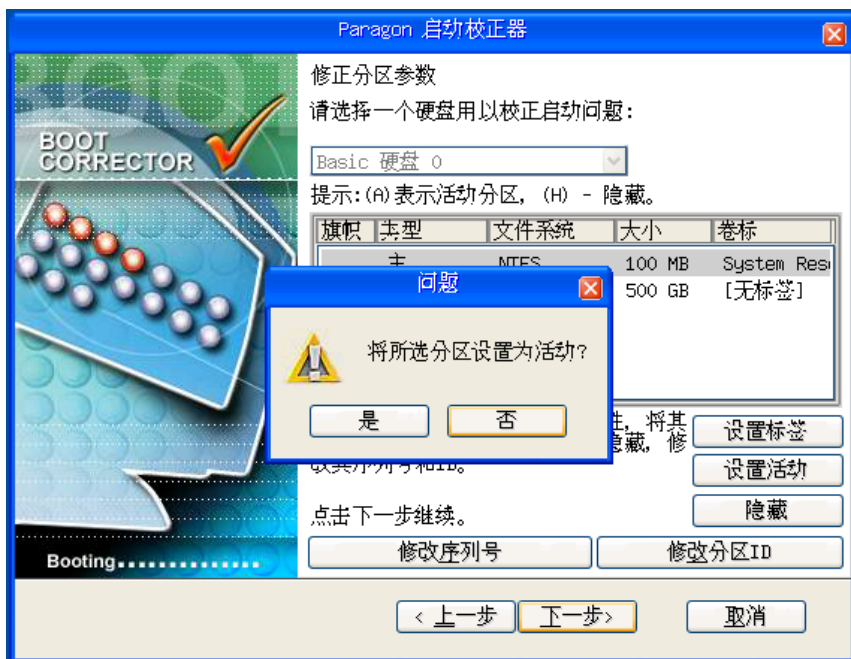 Paragon 启动校正器
BOOT
CORRECTOR
Booting
修正分区参数
请选择一个硬盘用以校正启动问题:
Basic 硬盘 0
提示:(A)表示活动分区, (H) - 隐藏。
旗帜 类型 文件系统 大小 卷标
主 NTFS 100 MB System Res
500 GB [无标签]
问题
将所选分区设置为活动?
是 否
性, 将其
隐藏, 修
改其序列号和ID。
设置标签
设置活动
点击下一步继续。
隐藏
修改序列号 修改分区ID
< 上一步 下一步> 取消